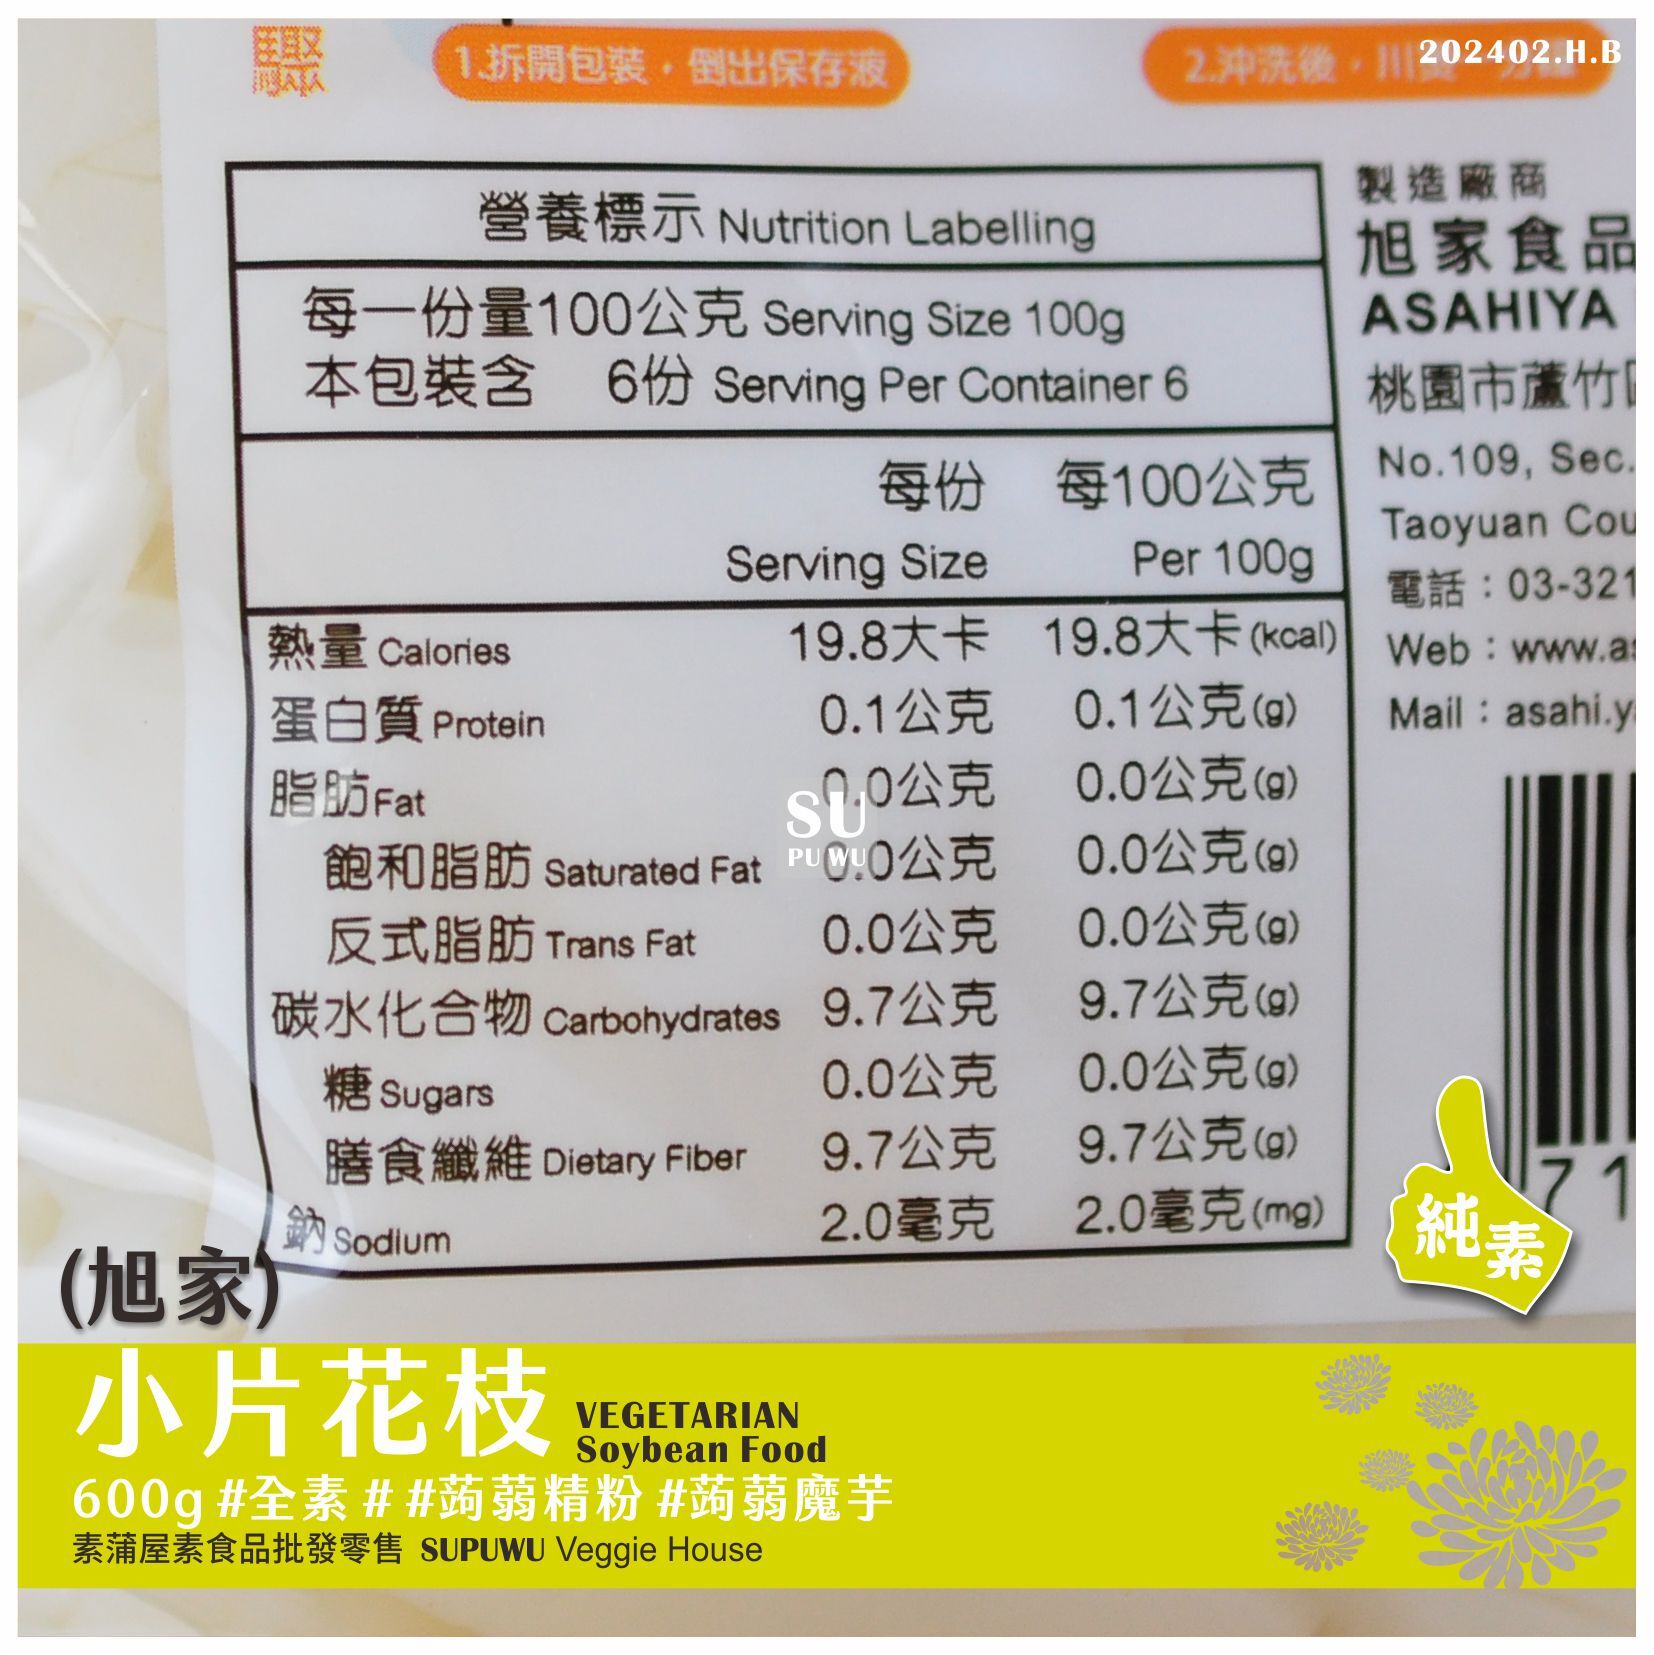 聚
1.拆開包裝，倒出保存液
2.沖洗後，川燙
202402.H.B
營養標示 Nutrition Labelling
每一份量100公克 Serving Size 100g
本包裝含 6份 Serving Per Container 6
每份 每100公克
Serving Size Per 100g
熱量 Calories 19.8大卡 19.8大卡(kcal)
蛋白質 Protein 0.1公克 0.1公克(g)
脂肪 Fat 0.0公克 0.0公克(g)
飽和脂肪 Saturated Fat 0.0公克 0.0公克(g)
反式脂肪 Trans Fat 0.0公克 0.0公克(g)
碳水化合物 Carbohydrates 9.7公克 9.7公克(g)
糖 Sugars 0.0公克 0.0公克(g)
膳食纖維 Dietary Fiber 9.7公克 9.7公克(g)
鈉 Sodium 2.0毫克 2.0毫克(mg)
製造廠商
旭家食品
ASAHIYA
桃園市蘆竹
No.109, Sec.
Taoyuan Cou
電話：03-321
Web：www.as
Mail：asahi.y
71
SU
PU WU
純素
(旭家)
小片花枝
VEGETARIAN
Soybean Food
600g #全素 # #蒟蒻精粉 #蒟蒻魔芋
素蒲屋素食品批發零售 SUPUWU Veggie House